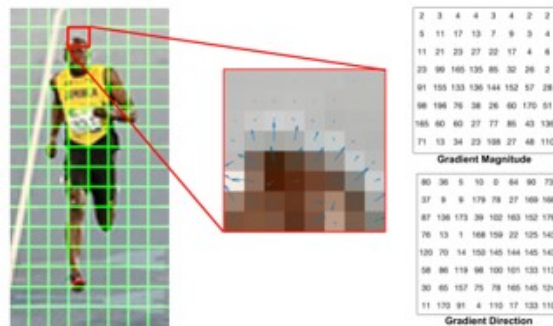 2 3 4 4 3 4 2 2
5 11 17 13 7 9 3 4
11 21 23 27 22 17 4 6
23 99 165 135 85 32 26 2
91 155 133 136 144 152 57 28
98 196 76 38 26 60 170 51
165 60 60 27 77 85 43 136
71 13 34 23 108 27 48 110
Gradient Magnitude
80 36 5 10 0 64 90 73
37 9 9 179 78 27 169 166
87 136 173 39 102 163 152 176
76 13 1 168 159 22 125 143
120 70 14 150 145 144 145 143
58 86 119 98 100 101 133 113
30 65 157 75 78 165 145 124
11 170 91 4 110 17 133 110
Gradient Direction